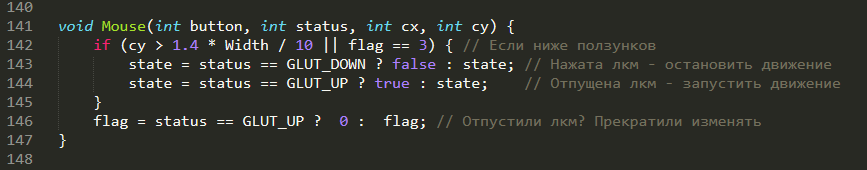 140
141 void Mouse(int button, int status, int cx, int cy) {
142 if (cy > 1.4 * Width / 10 || flag == 3) { // Если ниже ползунков
143 state = status == GLUT_DOWN ? false : state; // Нажата лкм - остановить движение
144 state = status == GLUT_UP ? true : state; // Отпущена лкм - запустить движение
145 }
146 flag = status == GLUT_UP ? 0 : flag; // Отпустили лкм? Прекратили изменять
147 }
148